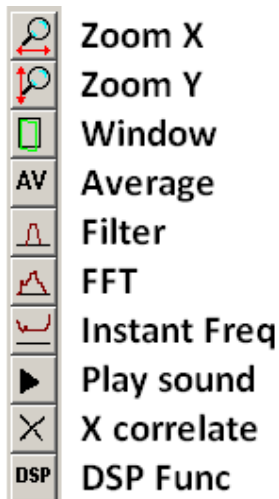 Zoom X
Zoom Y
Window
AV Average
Filter
FFT
Instant Freq
Play sound
X correlate
DSP DSP Func